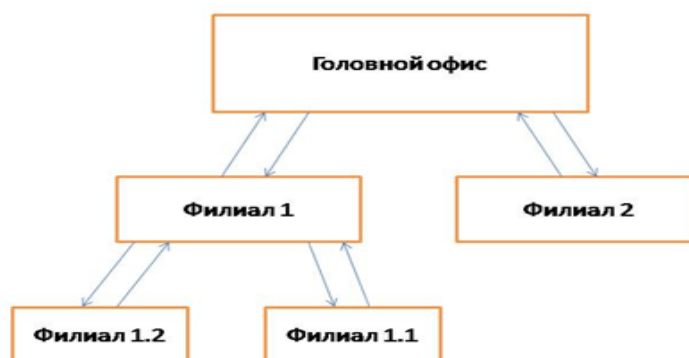 Головной офис
Филиал 1
Филиал 2
Филиал 1.2
Филиал 1.1